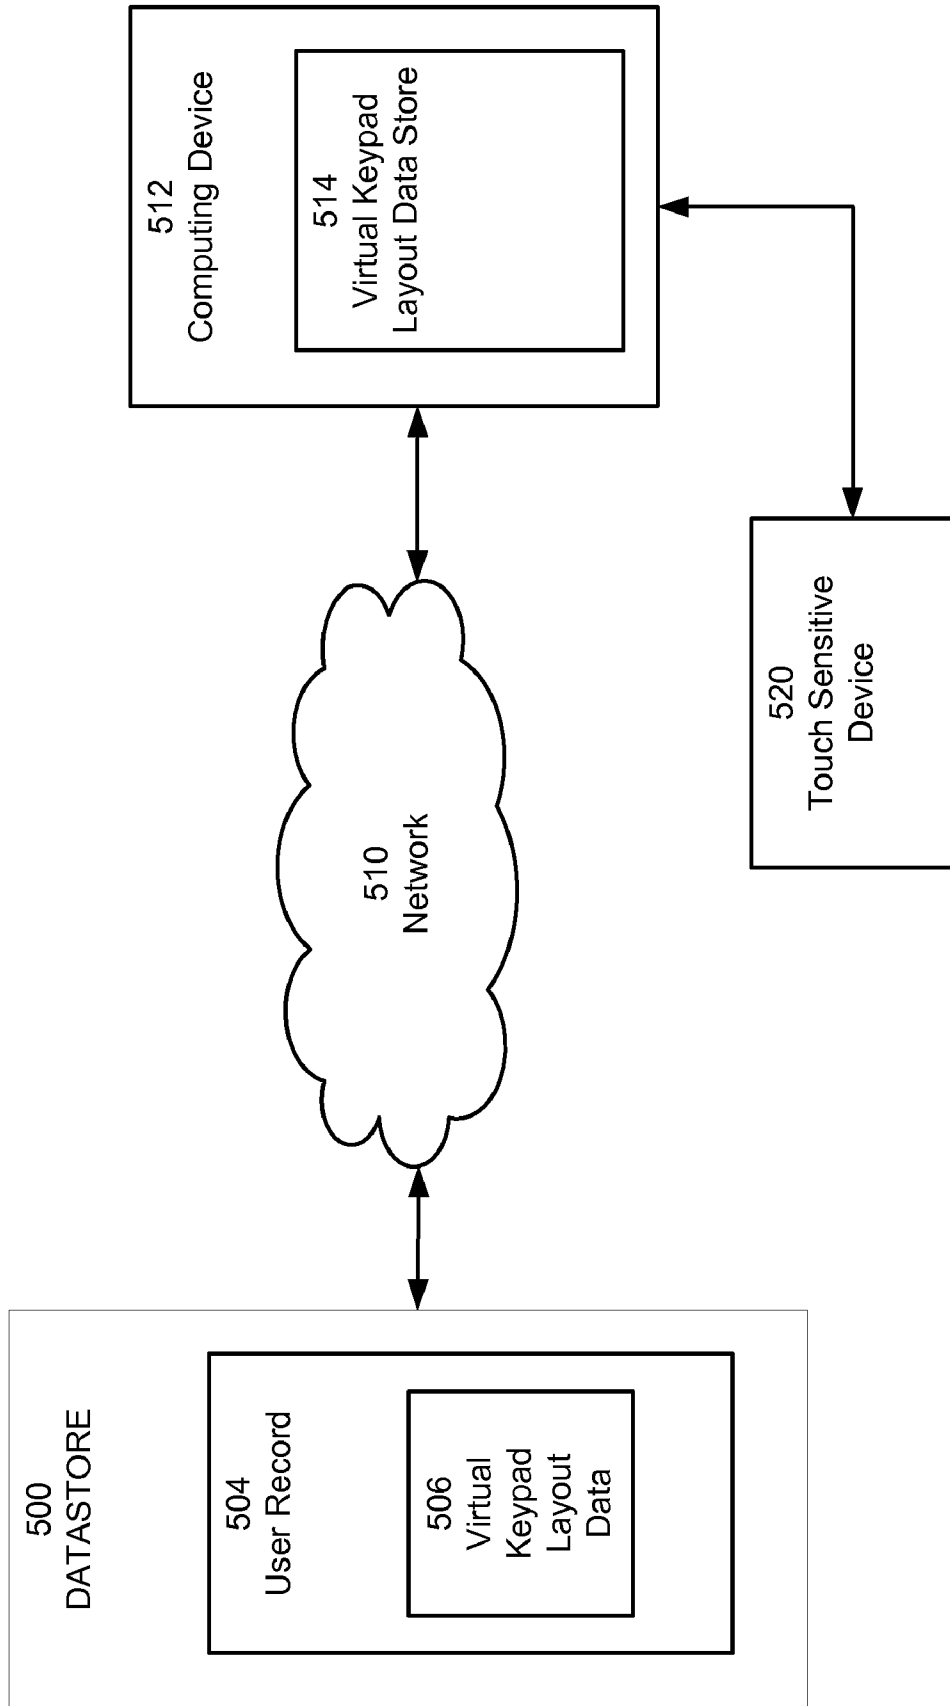 500
DATASTORE
504
User Record
506
Virtual
Keypad
Layout
Data
510
Network
512
Computing Device
514
Virtual Keypad
Layout Data Store
520
Touch Sensitive
Device